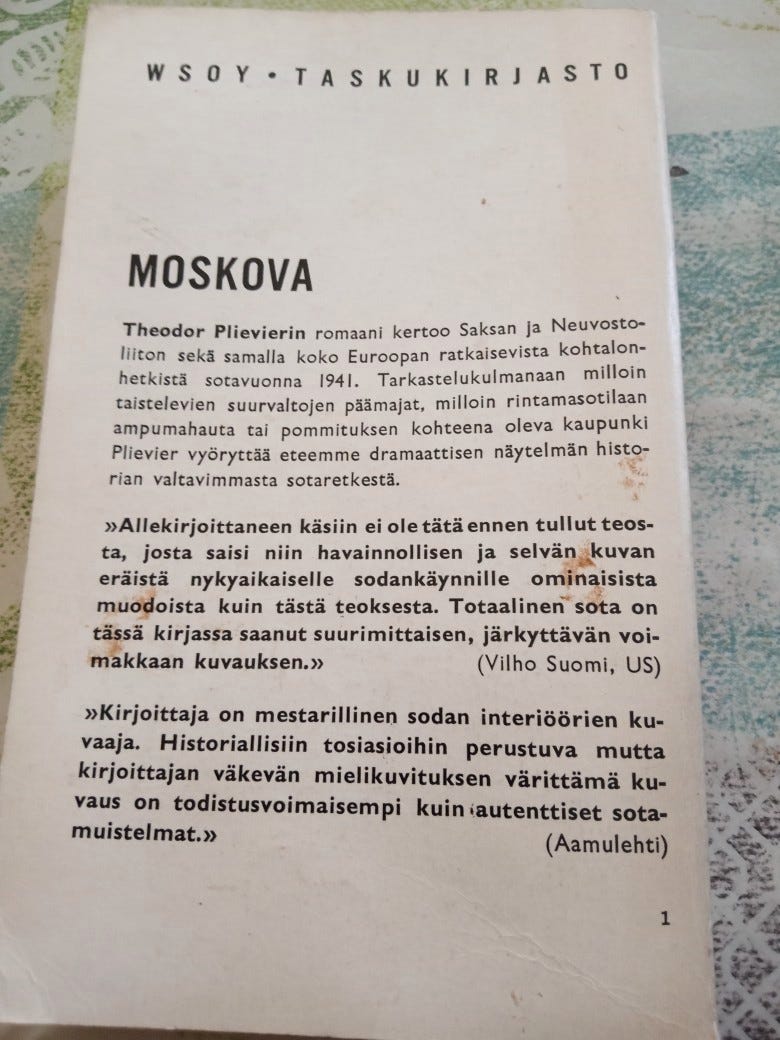 WSOY • TASKUKIRJASTO
MOSKOVA
Theodor Plievierin romaani kertoo Saksan ja Neuvosto-
liiton sekä samalla koko Euroopan ratkaisevista kohtalon-
hetkistä sotavuonna 1941. Tarkastelukulmanaan milloin
taistelevien suurvaltojen päämajat, milloin rintamasotilaan
ampumahauta tai pommituksen kohteena oleva kaupunki
Plievier vyöryttää eteemme dramaattisen näytelmän histo-
rian valtavimmasta sotaretkestä.
»Allekirjoittaneen käsiin ei ole tätä ennen tullut teos-
ta, josta saisi niin havainnollisen ja selvän kuvan
eräistä nykyaikaiselle sodankäynnille ominaisista
muodoista kuin tästä teoksesta. Totaalinen sota on
tässä kirjassa saanut suurimittaisen, järkyttävän voi-
makkaan kuvauksen.» (Vilho Suomi, US)
»Kirjoittaja on mestarillinen sodan interiöörien ku-
vaaja. Historiallisiin tosiasioihin perustuva mutta
kirjoittajan väkevän mielikuvituksen värittämä ku-
vaus on todistusvoimaisempi kuin autenttiset sota-
muistelmat.» (Aamulehti)
1